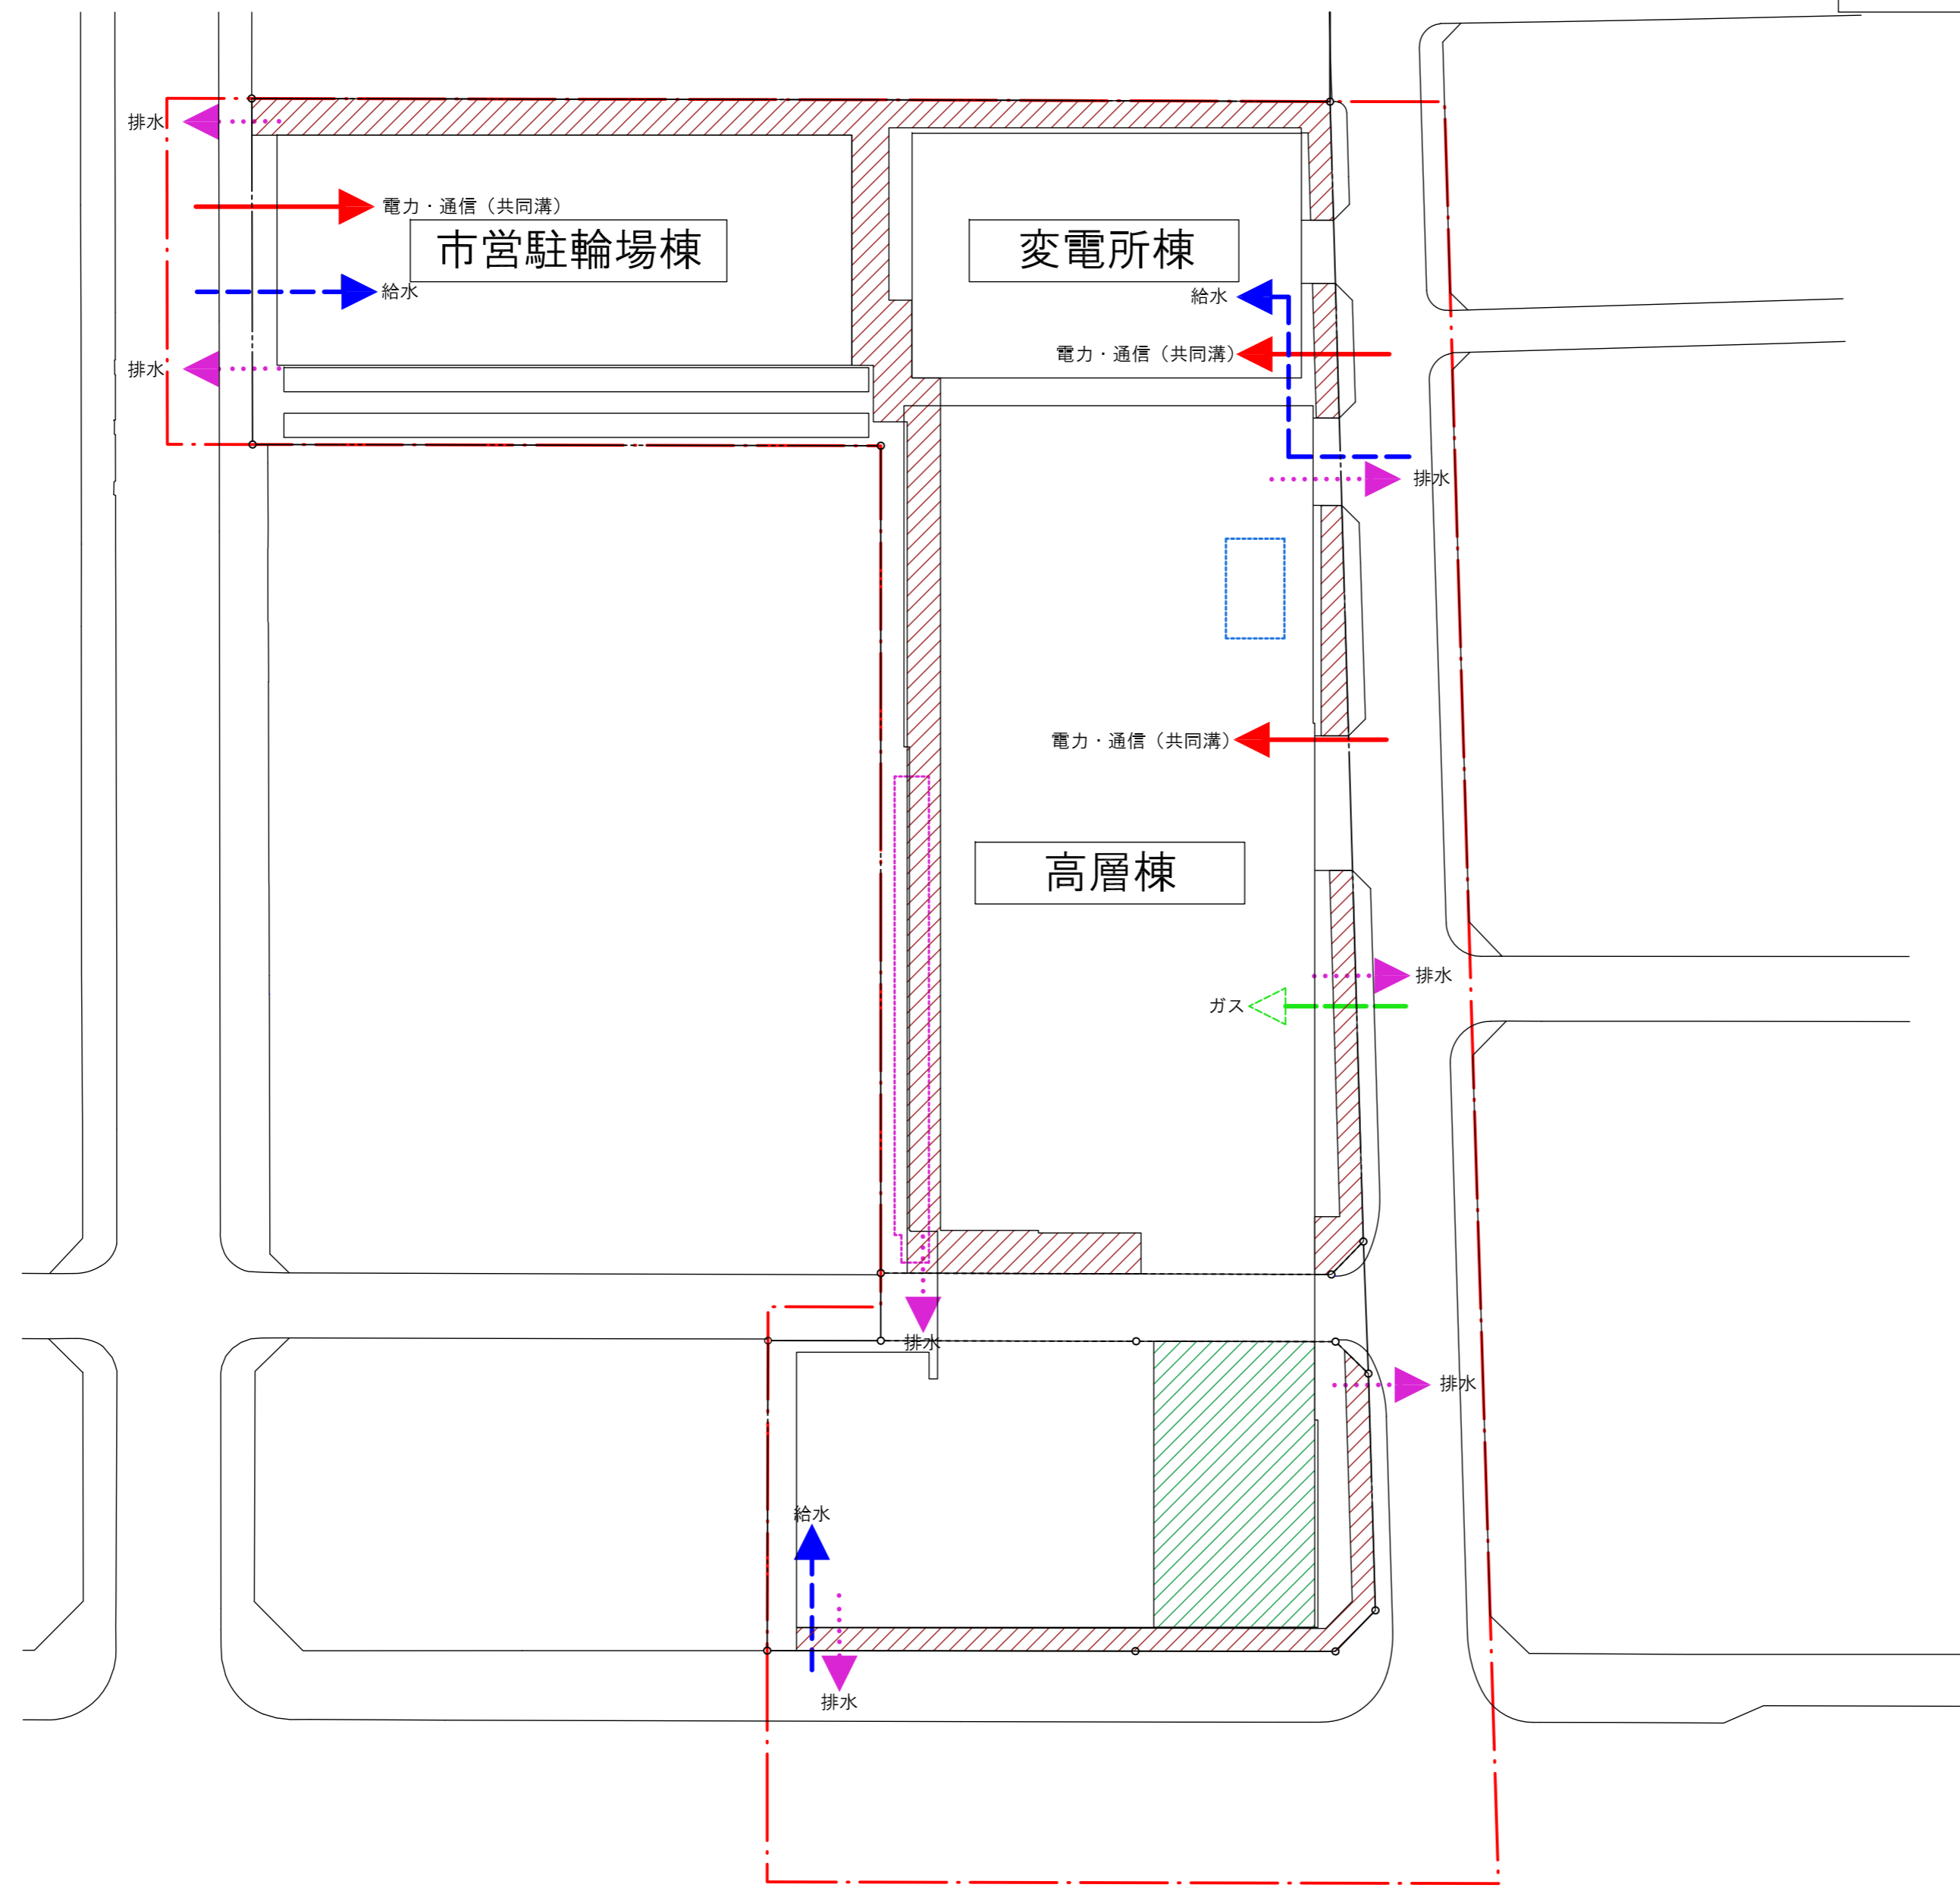 排水
電力・通信（共同溝）
市営駐輪場棟
変電所棟
給水
給水
電力・通信（共同溝）
排水
排水
電力・通信（共同溝）
高層棟
排水
ガス
排水
排水
給水
排水